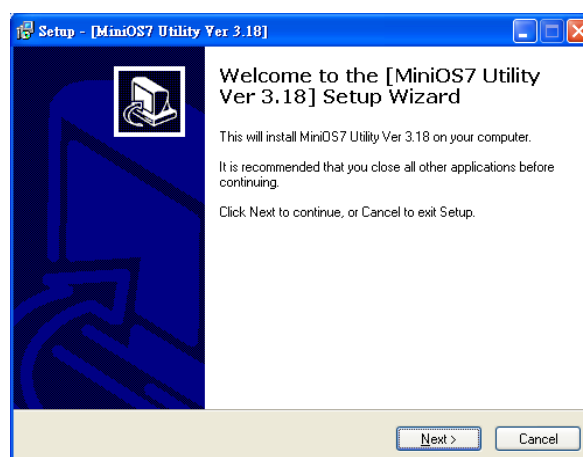 Setup - [MiniOS7 Utility Ver 3.18]
Welcome to the [MiniOS7 Utility
Ver 3.18] Setup Wizard
This will install MiniOS7 Utility Ver 3.18 on your computer.
It is recommended that you close all other applications before
continuing.
Click Next to continue, or Cancel to exit Setup.
Next >
Cancel